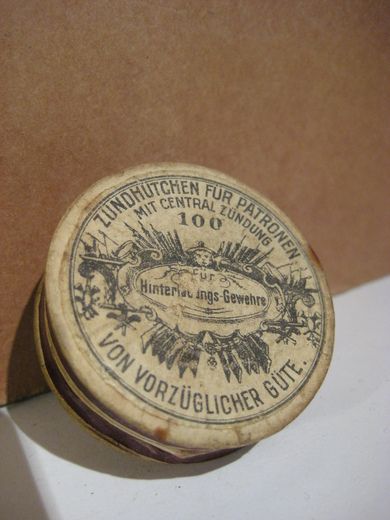 ZÜNDHÜTCHEN FÜR PATRONEN
MIT CENTRAL ZÜNDUNG
100
FÜR
Hinterladungs-Gewehre
VON VORZÜGLICHER GÜTE.